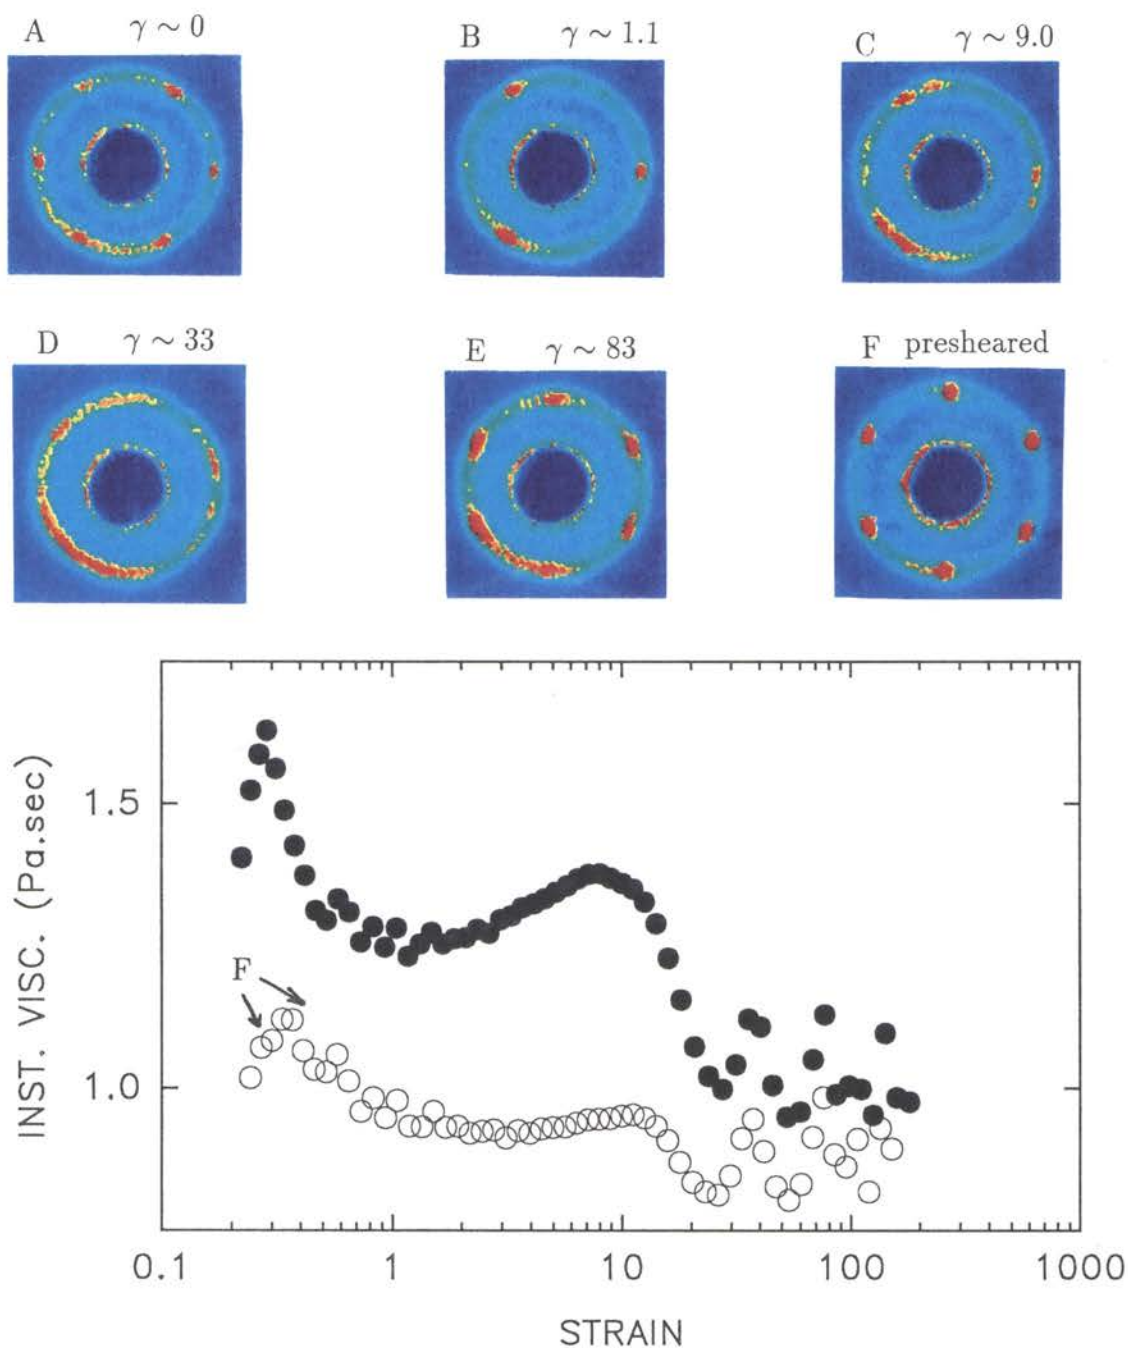 A γ ~ 0
B γ ~ 1.1
C γ ~ 9.0
D γ ~ 33
E γ ~ 83
F presheared
INST. VISC. (Pa.sec)
1.5
1.0
F
0.1 1 10 100 1000
STRAIN